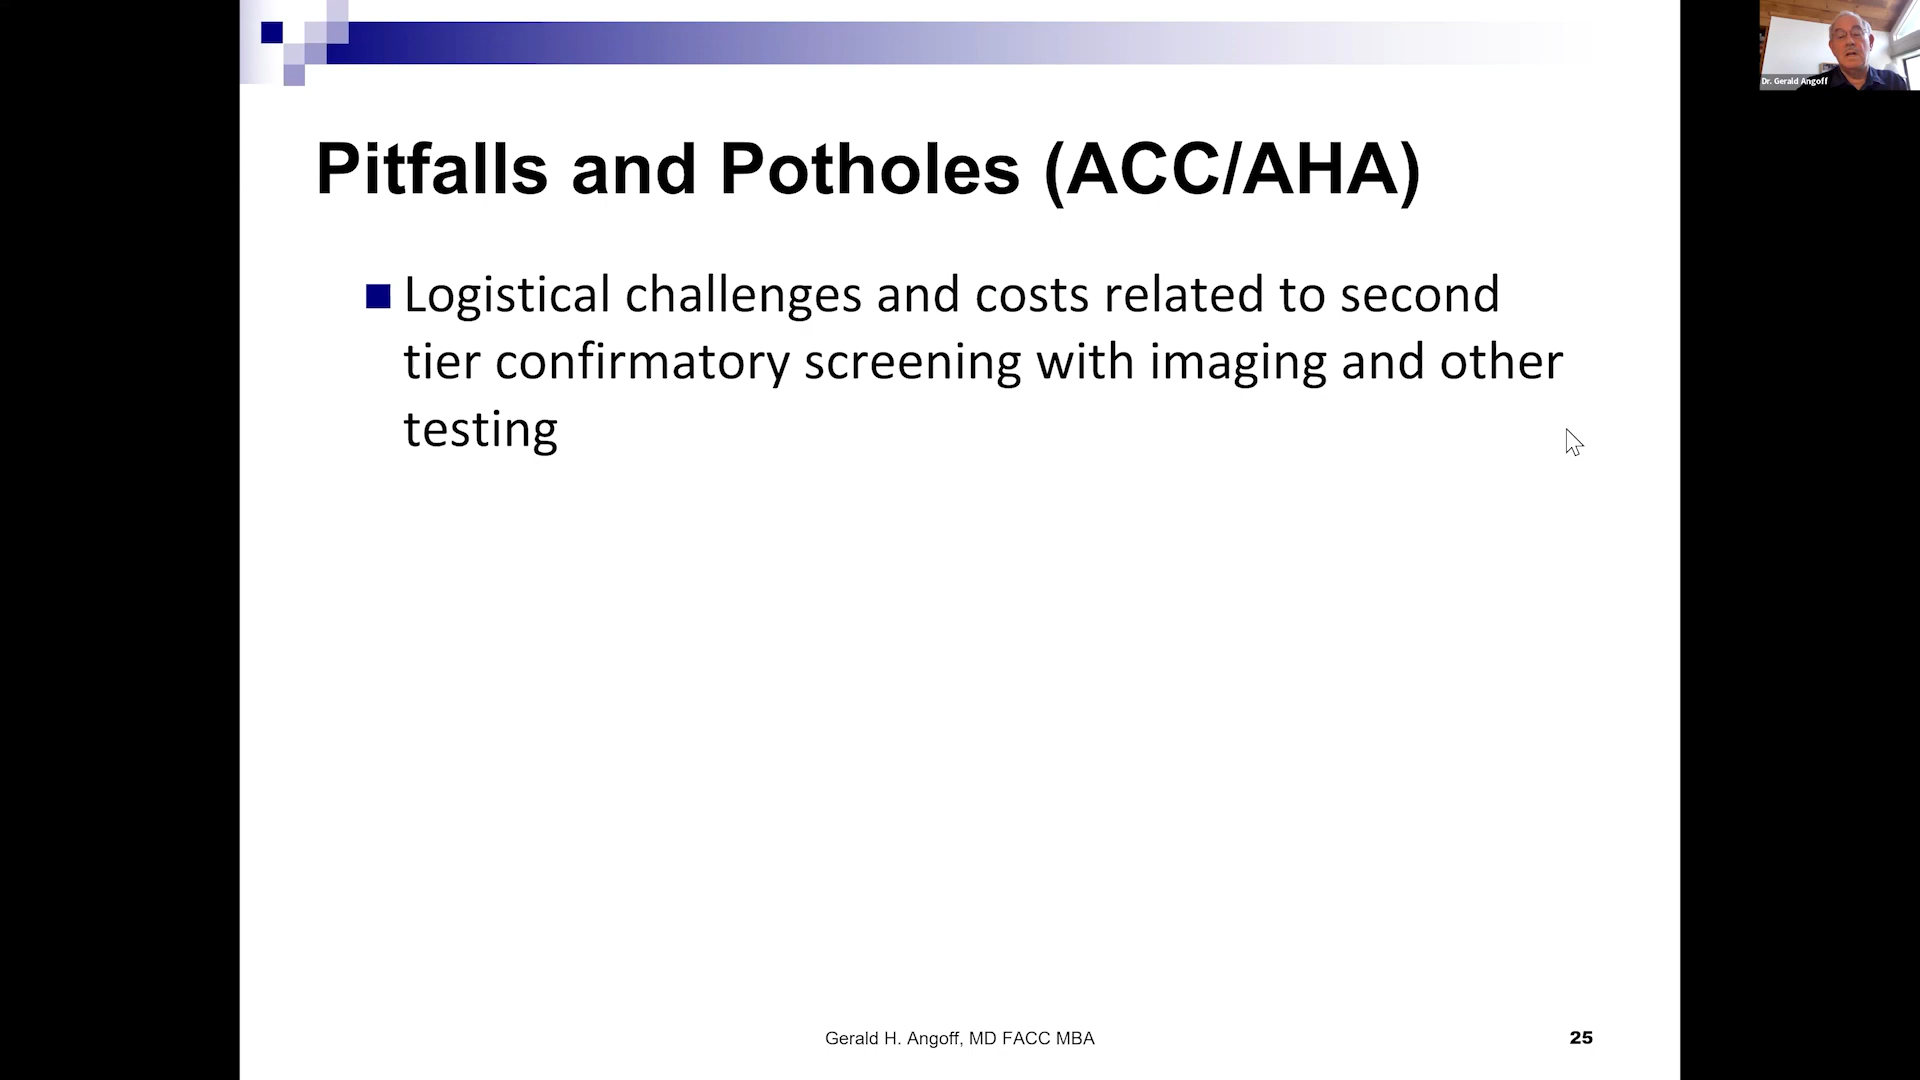 Pitfalls and Potholes (ACC/AHA)
Logistical challenges and costs related to second
tier confirmatory screening with imaging and other
testing
Gerald H. Angoff, MD FACC MBA
25
Dr. Gerald Angoff